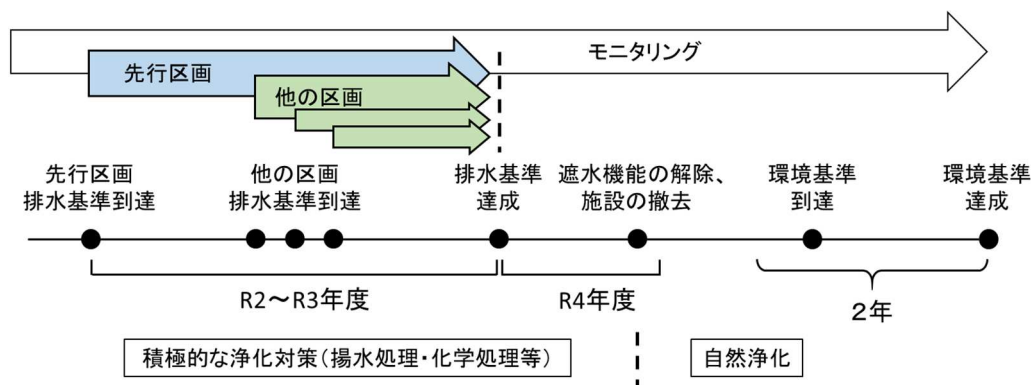 モニタリング
先行区画
他の区画
先行区画
排水基準到達
他の区画
排水基準到達
排水基準
達成
遮水機能の解除、
施設の撤去
環境基準
到達
環境基準
達成
R2～R3年度
R4年度
２年
積極的な浄化対策（揚水処理・化学処理等）
自然浄化